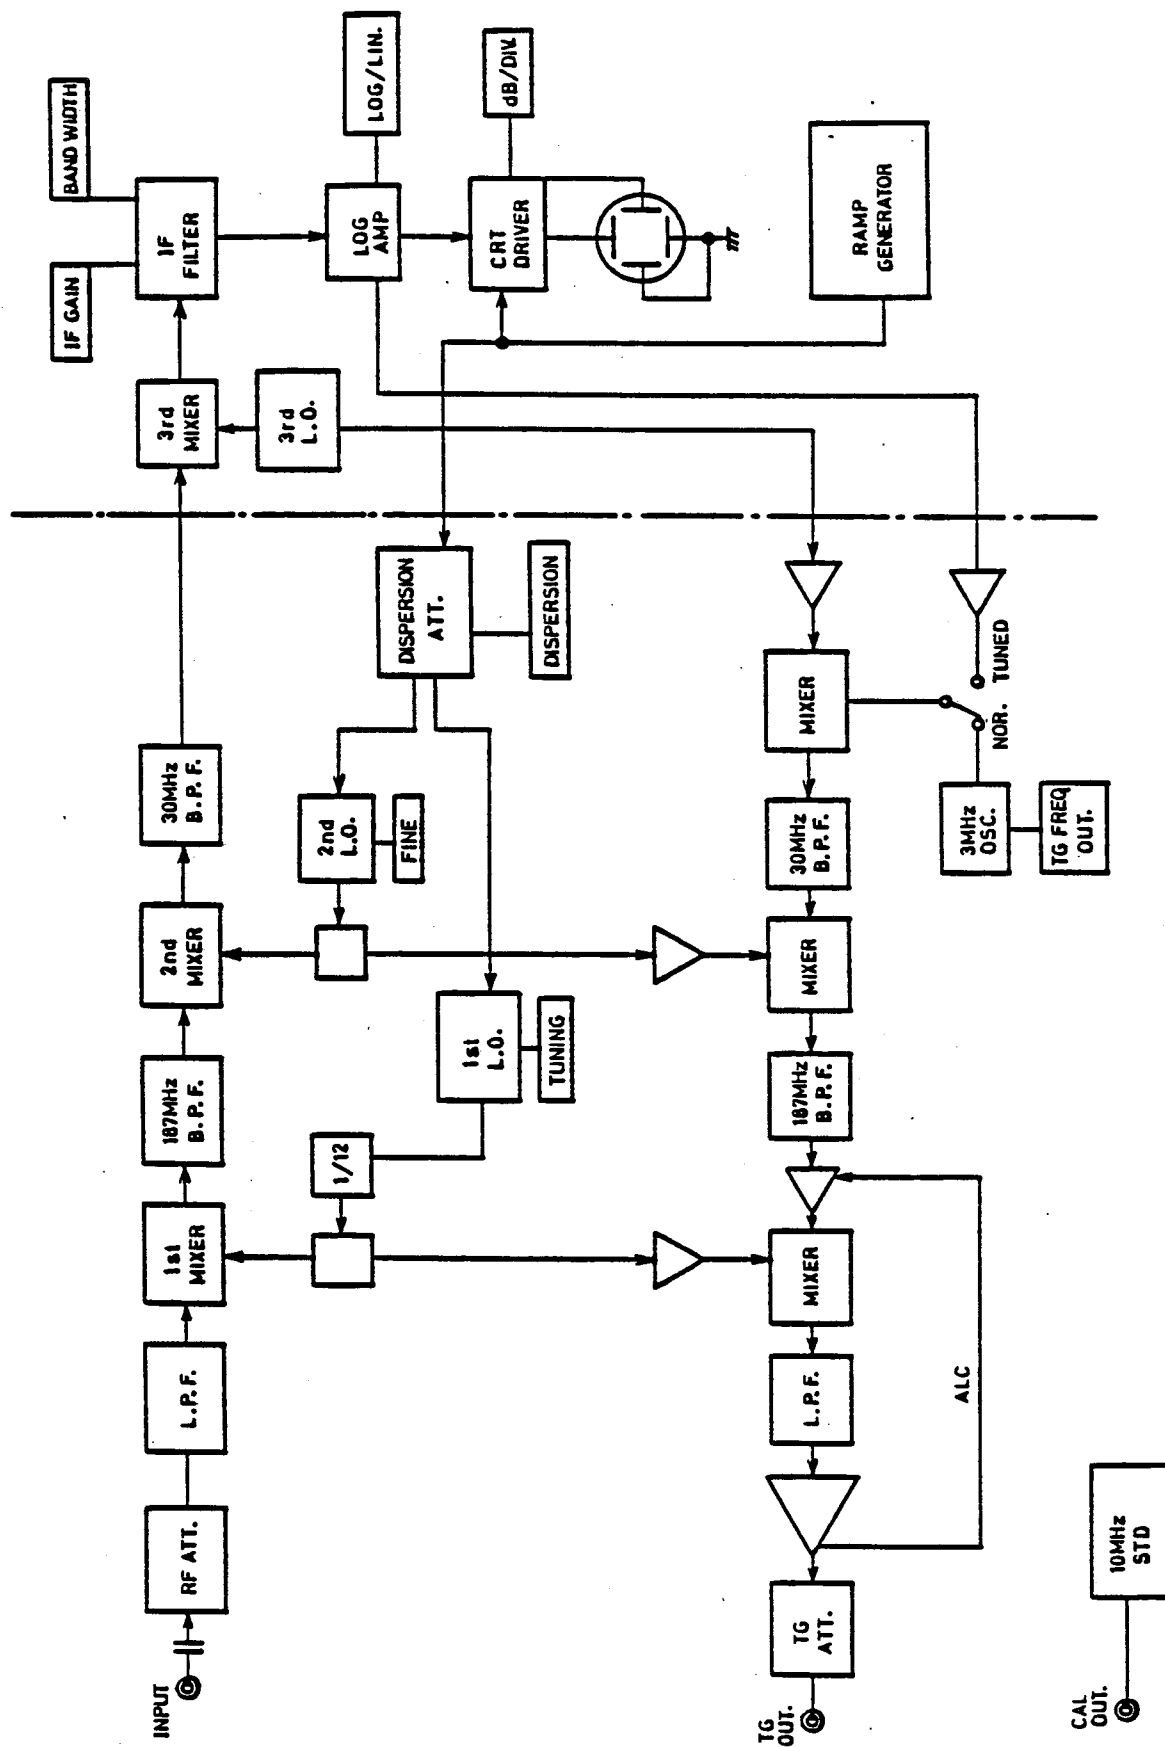 INPUT
RF ATT.
L.P.F.
1st
MIXER
187MHz
B.P.F.
2nd
MIXER
30MHz
B.P.F.
3rd
MIXER
IF
FILTER
IF GAIN
BAND WIDTH
3rd
L.O.
LOG
AMP
LOG/LIN.
CRT
DRIVER
dB/DIV.
RAMP
GENERATOR
DISPERSION
ATT.
DISPERSION
2nd
L.O.
FINE
1st
L.O.
TUNING
1/12
MIXER
30MHz
B.P.F.
MIXER
187MHz
B.P.F.
MIXER
L.P.F.
ALC
TG
ATT.
TG
OUT.
NOR. TUNED
3MHz
OSC.
TG FREQ
OUT.
CAL
OUT.
10MHz
STD